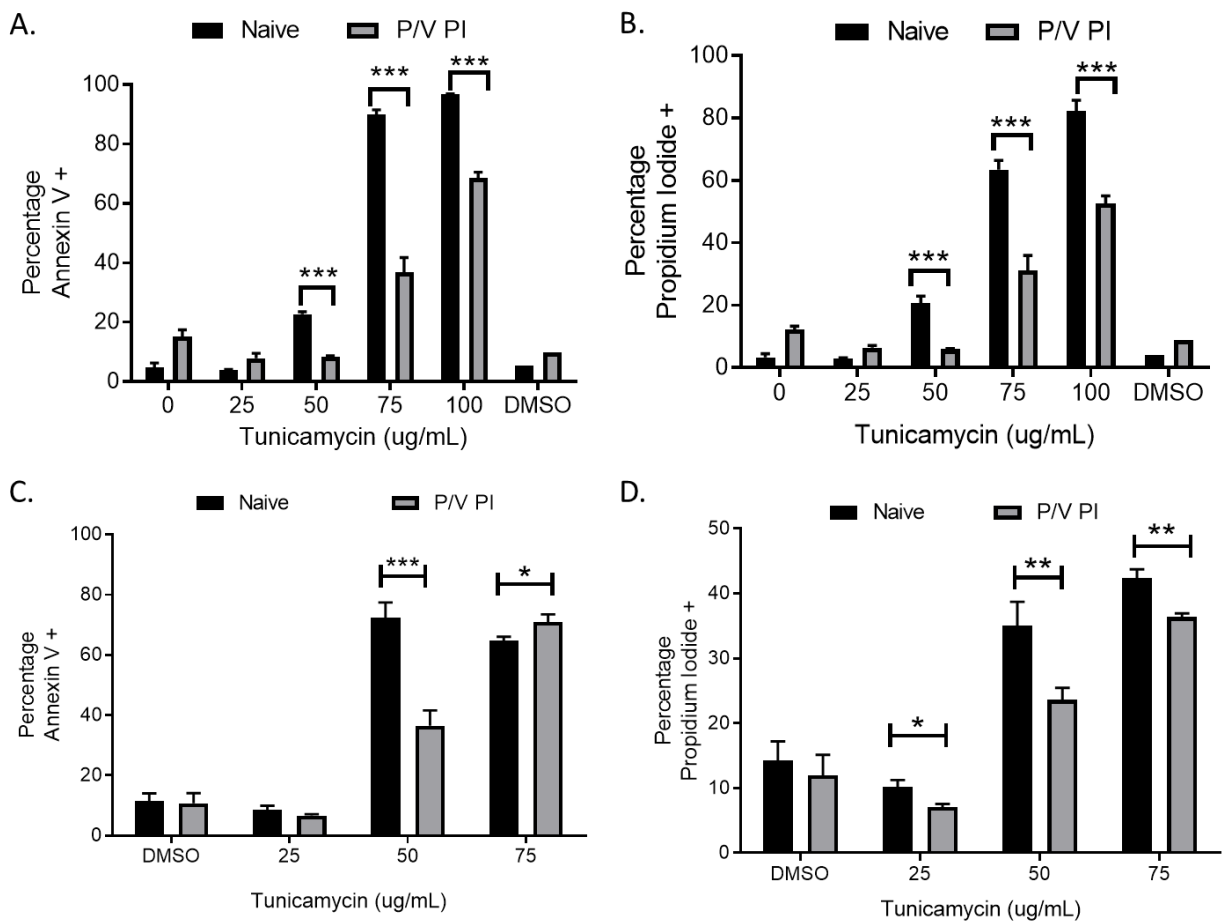 A.
Naive P/V PI
Percentage
Annexin V +
100
80
60
40
20
0
*** *** ***
0 25 50 75 100 DMSO
Tunicamycin (ug/mL)
B.
Naive P/V PI
Percentage
Propidium Iodide +
100
80
60
40
20
0
*** *** ***
0 25 50 75 100 DMSO
Tunicamycin (ug/mL)
C.
Naive P/V PI
Percentage
Annexin V +
100
80
60
40
20
0
*** *
DMSO 25 50 75
Tunicamycin (ug/mL)
D.
Naive P/V PI
Percentage
Propidium Iodide +
50
40
30
20
10
0
* ** **
DMSO 25 50 75
Tunicamycin (ug/mL)